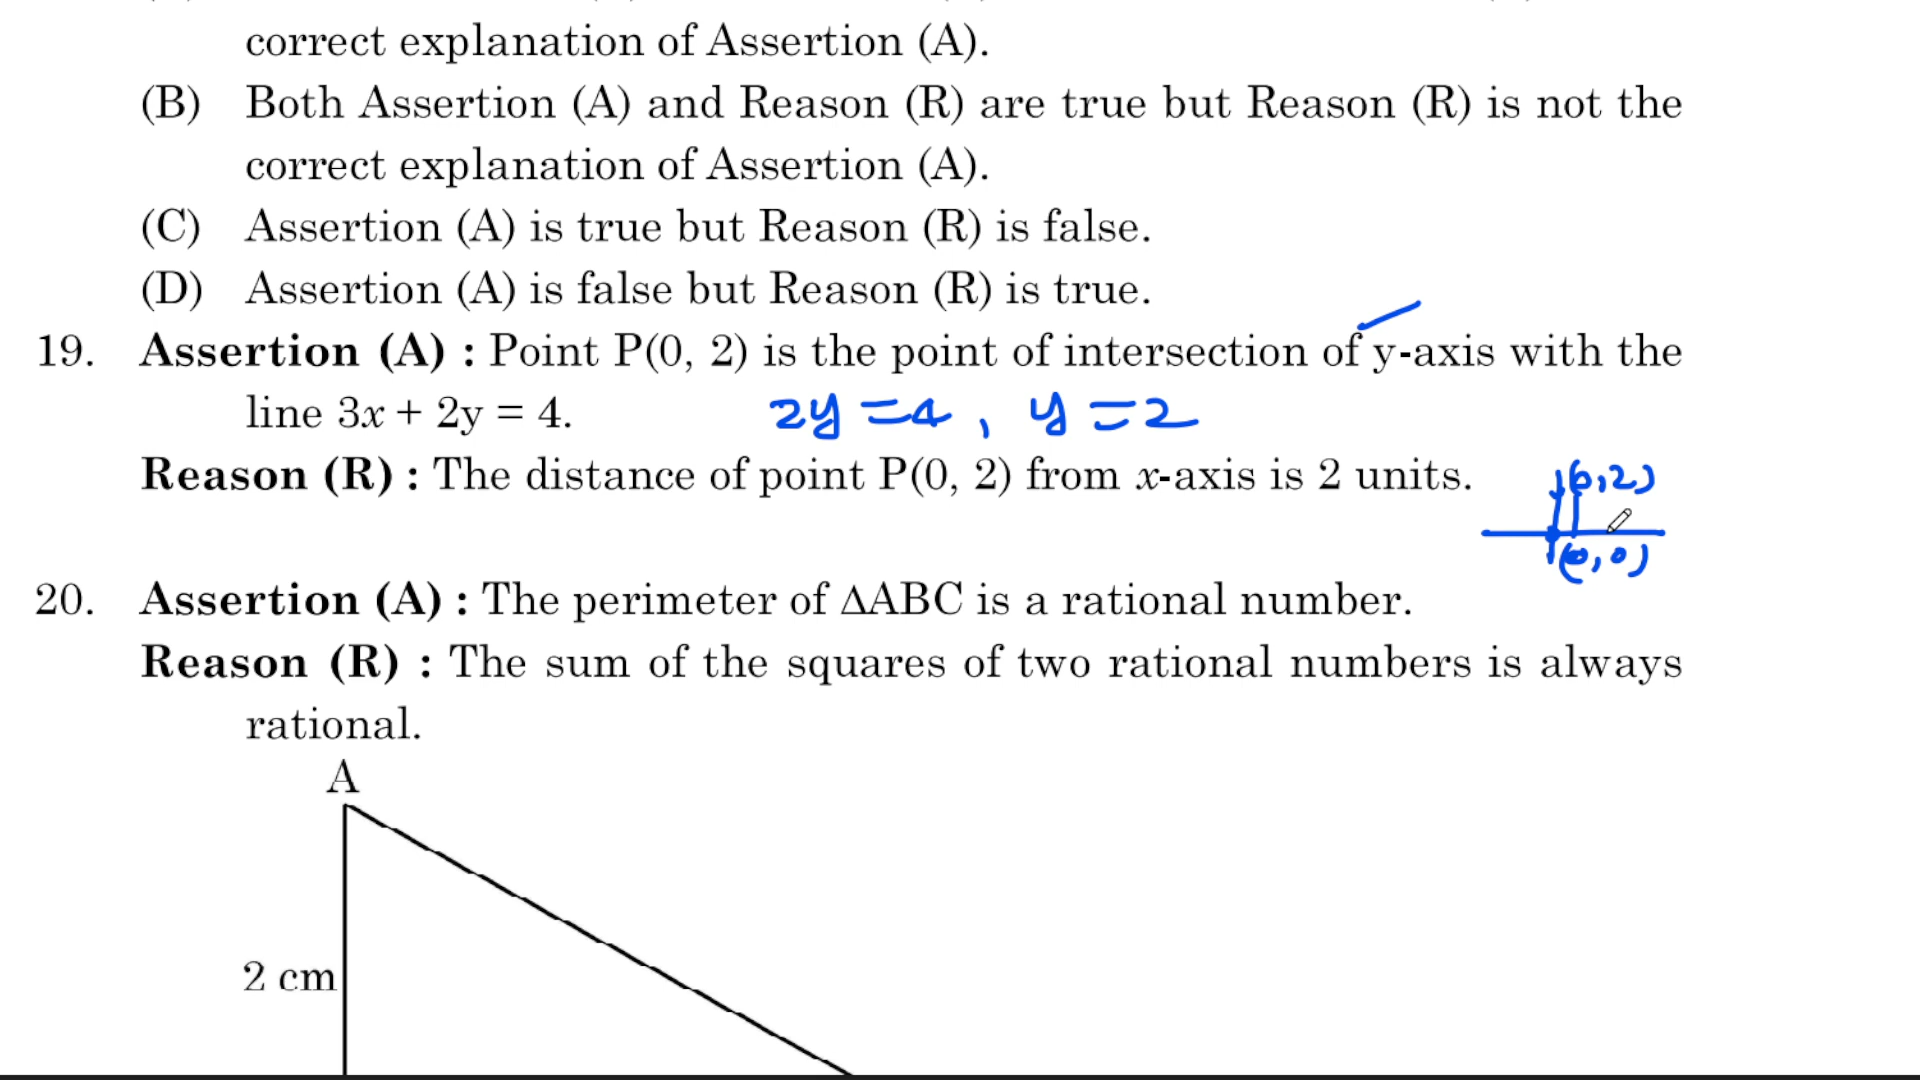 correct explanation of Assertion (A).
(B) Both Assertion (A) and Reason (R) are true but Reason (R) is not the
correct explanation of Assertion (A).
(C) Assertion (A) is true but Reason (R) is false.
(D) Assertion (A) is false but Reason (R) is true.
19. Assertion (A) : Point P(0, 2) is the point of intersection of y-axis with the
line 3x + 2y = 4.
2y = 4 , y = 2
Reason (R) : The distance of point P(0, 2) from x-axis is 2 units.
(0,2)
(0,0)
20. Assertion (A) : The perimeter of ΔABC is a rational number.
Reason (R) : The sum of the squares of two rational numbers is always
rational.
A
2 cm